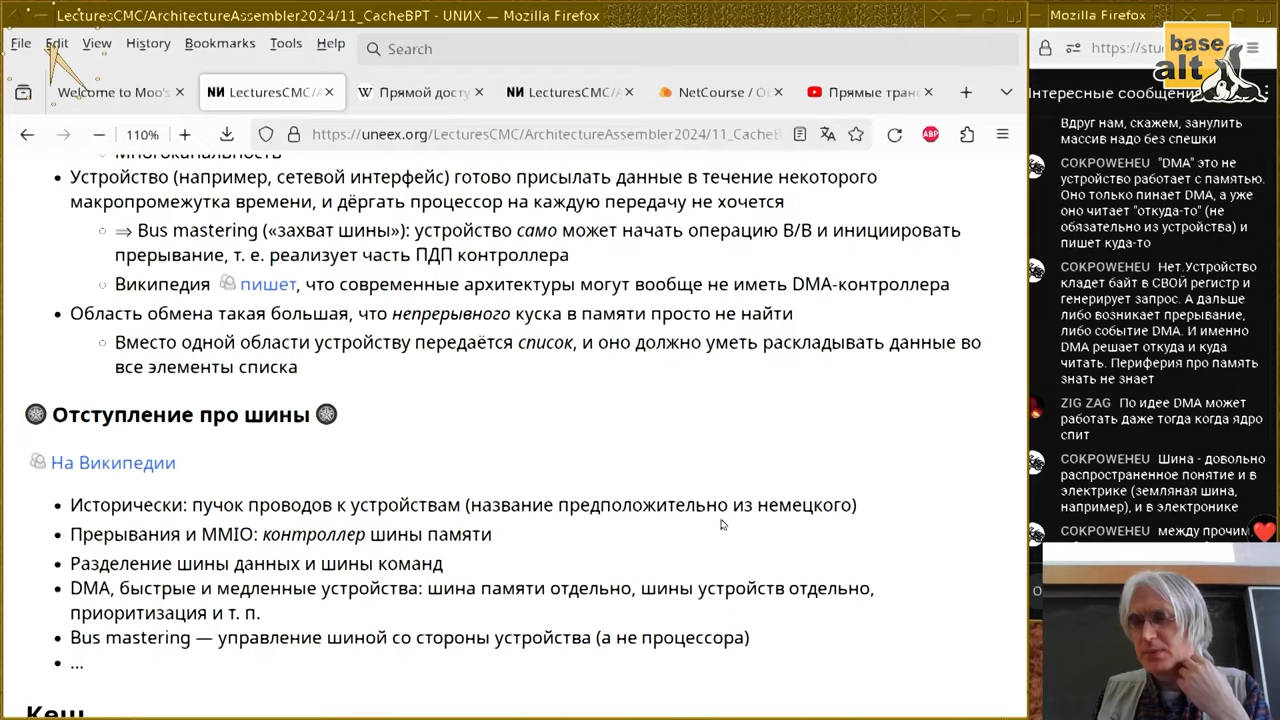 LecturesCMC/ArchitectureAssembler2024/11_CacheBPT - UNИX — Mozilla Firefox
File Edit View History Bookmarks Tools Help
Search
Welcome to Moo's
LecturesCMC/A
Прямой досту
LecturesCMC/A
NetCourse / O
Прямые тран
110%
https://uneex.org/LecturesCMC/ArchitectureAssembler2024/11_CacheB
Многоканальность
Устройство (например, сетевой интерфейс) готово присылать данные в течение некоторого
макропромежутка времени, и дёргать процессор на каждую передачу не хочется
⇒ Bus mastering («захват шины»): устройство само может начать операцию В/В и инициировать
прерывание, т. е. реализует часть ПДП контроллера
Википедия пишет, что современные архитектуры могут вообще не иметь DMA-контроллера
Область обмена такая большая, что непрерывного куска в памяти просто не найти
Вместо одной области устройству передаётся список, и оно должно уметь раскладывать данные во
все элементы списка
Отступление про шины
На Википедии
Исторически: пучок проводов к устройствам (название предположительно из немецкого)
Прерывания и MMIO: контроллер шины памяти
Разделение шины данных и шины команд
DMA, быстрые и медленные устройства: шина памяти отдельно, шины устройств отдельно,
приоритизация и т. п.
Bus mastering — управление шиной со стороны устройства (а не процессора)
...
Кеш
Mozilla Firefox
https://stu
base
alt
Интересные сообщения
Вдруг нам, скажем, занулить
массив надо без спешки
COKPOWEHEU "DMA" это не
устройство работает с памятью.
Оно только пинает DMA, а уже
оно читает "откуда-то" (не
обязательно из устройства) и
пишет куда-то
COKPOWEHEU Нет.Устройство
кладет байт в СВОЙ регистр и
генерирует запрос. А дальше
либо возникает прерывание,
либо событие DMA. И именно
DMA решает откуда и куда
читать. Периферия про память
знать не знает
ZIG ZAG По идее DMA может
работать даже тогда когда ядро
спит
COKPOWEHEU Шина - довольно
распространенное понятие и в
электрике (земляная шина,
например), и в электронике
COKPOWEHEU между прочим,